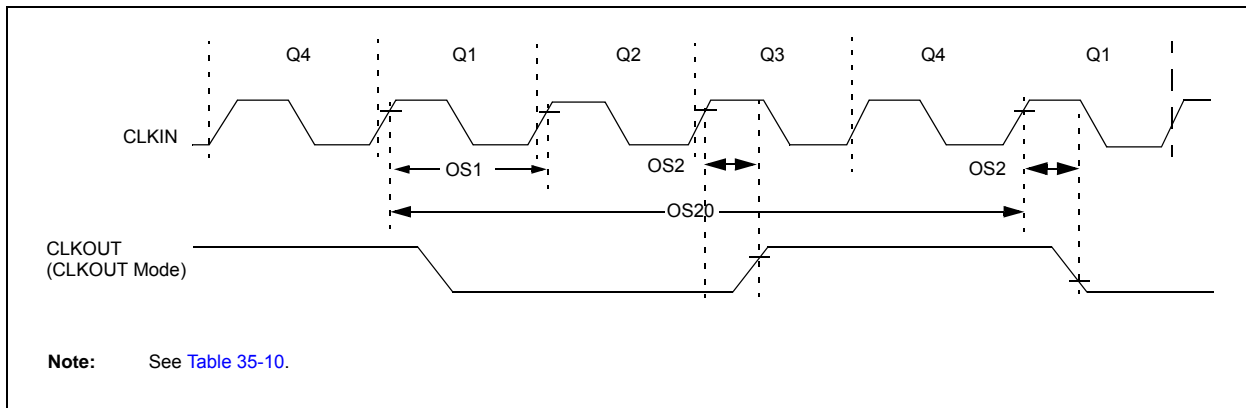 Q4 Q1 Q2 Q3 Q4 Q1
CLKIN
OS1 OS2 OS2
OS20
CLKOUT
(CLKOUT Mode)
Note: See Table 35-10.